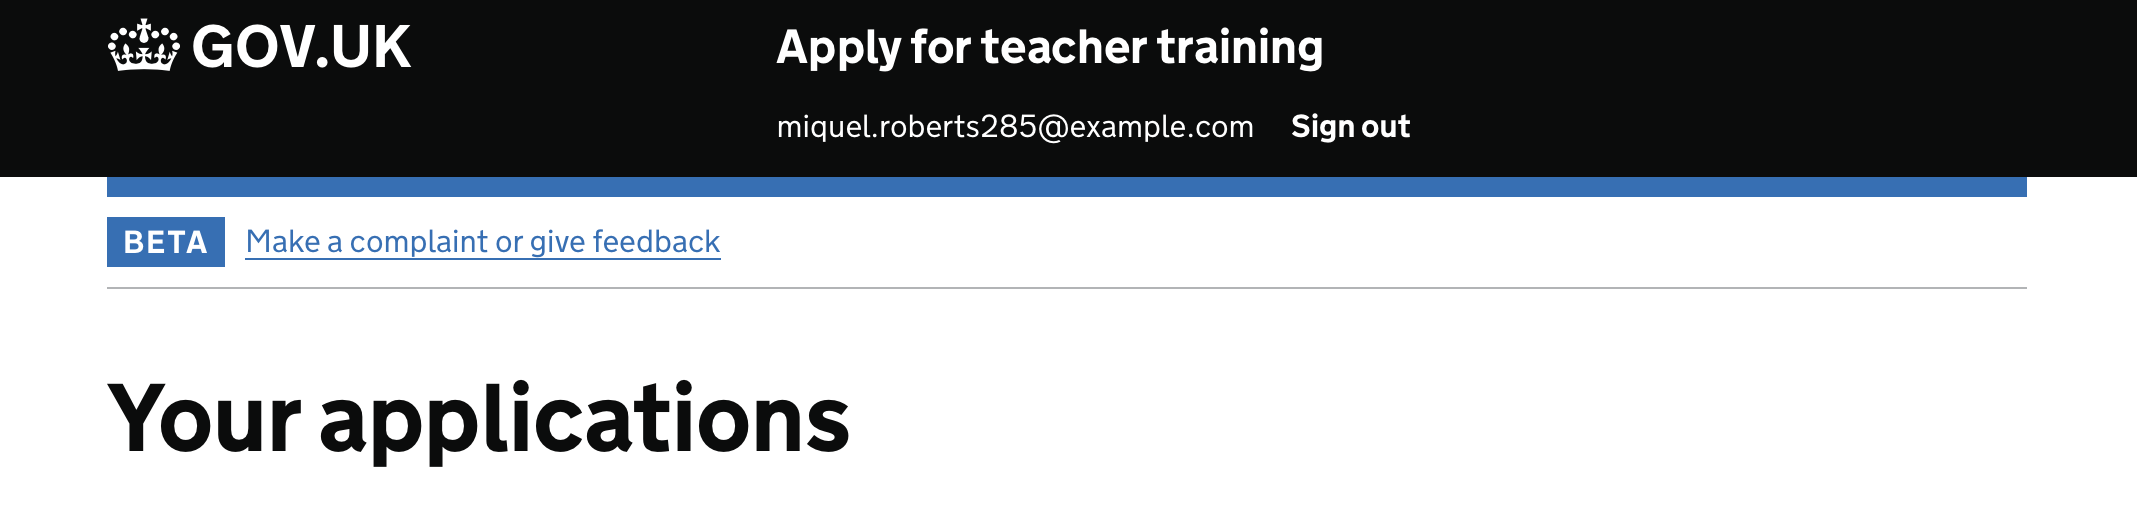 GOV.UK
Apply for teacher training
miquel.roberts285@example.com Sign out
BETA Make a complaint or give feedback
Your applications